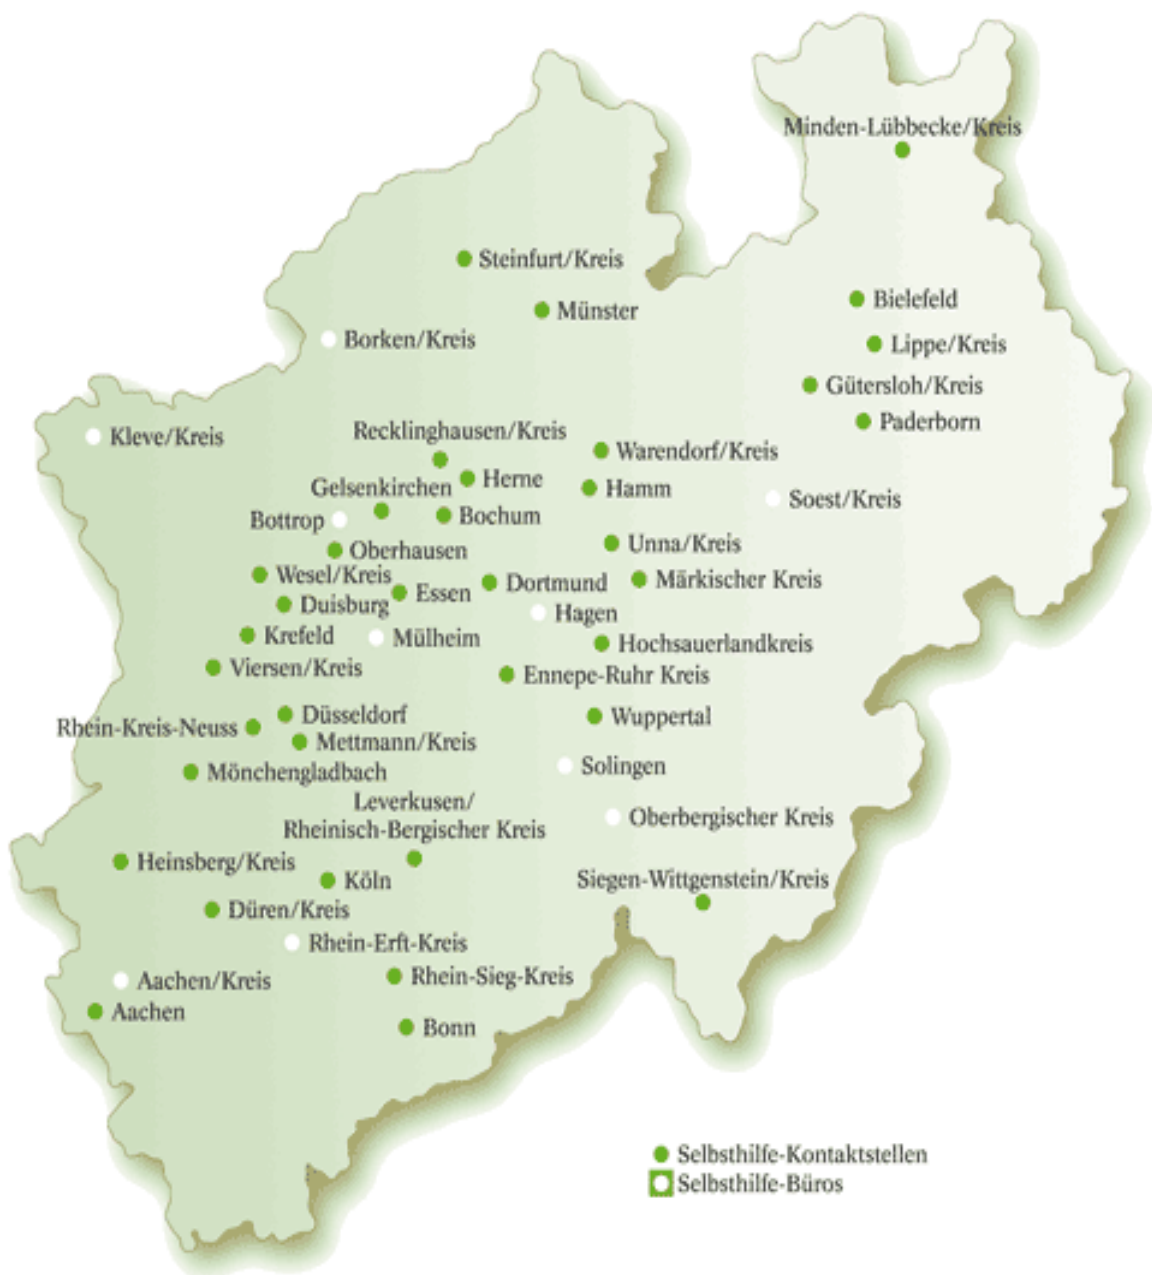 Minden-Lübbecke/Kreis
Steinfurt/Kreis
Bielefeld
Münster
Borken/Kreis
Lippe/Kreis
Gütersloh/Kreis
Paderborn
Kleve/Kreis
Recklinghausen/Kreis
Warendorf/Kreis
Herne
Gelsenkirchen
Hamm
Soest/Kreis
Bottrop
Bochum
Oberhausen
Unna/Kreis
Wesel/Kreis
Essen
Dortmund
Märkischer Kreis
Duisburg
Hagen
Krefeld
Mülheim
Hochsauerlandkreis
Viersen/Kreis
Ennepe-Ruhr Kreis
Düsseldorf
Wuppertal
Rhein-Kreis-Neuss
Mettmann/Kreis
Solingen
Mönchengladbach
Leverkusen/
Rheinisch-Bergischer Kreis
Oberbergischer Kreis
Heinsberg/Kreis
Köln
Siegen-Wittgenstein/Kreis
Düren/Kreis
Rhein-Erft-Kreis
Aachen/Kreis
Rhein-Sieg-Kreis
Aachen
Bonn
Selbsthilfe-Kontaktstellen
Selbsthilfe-Büros